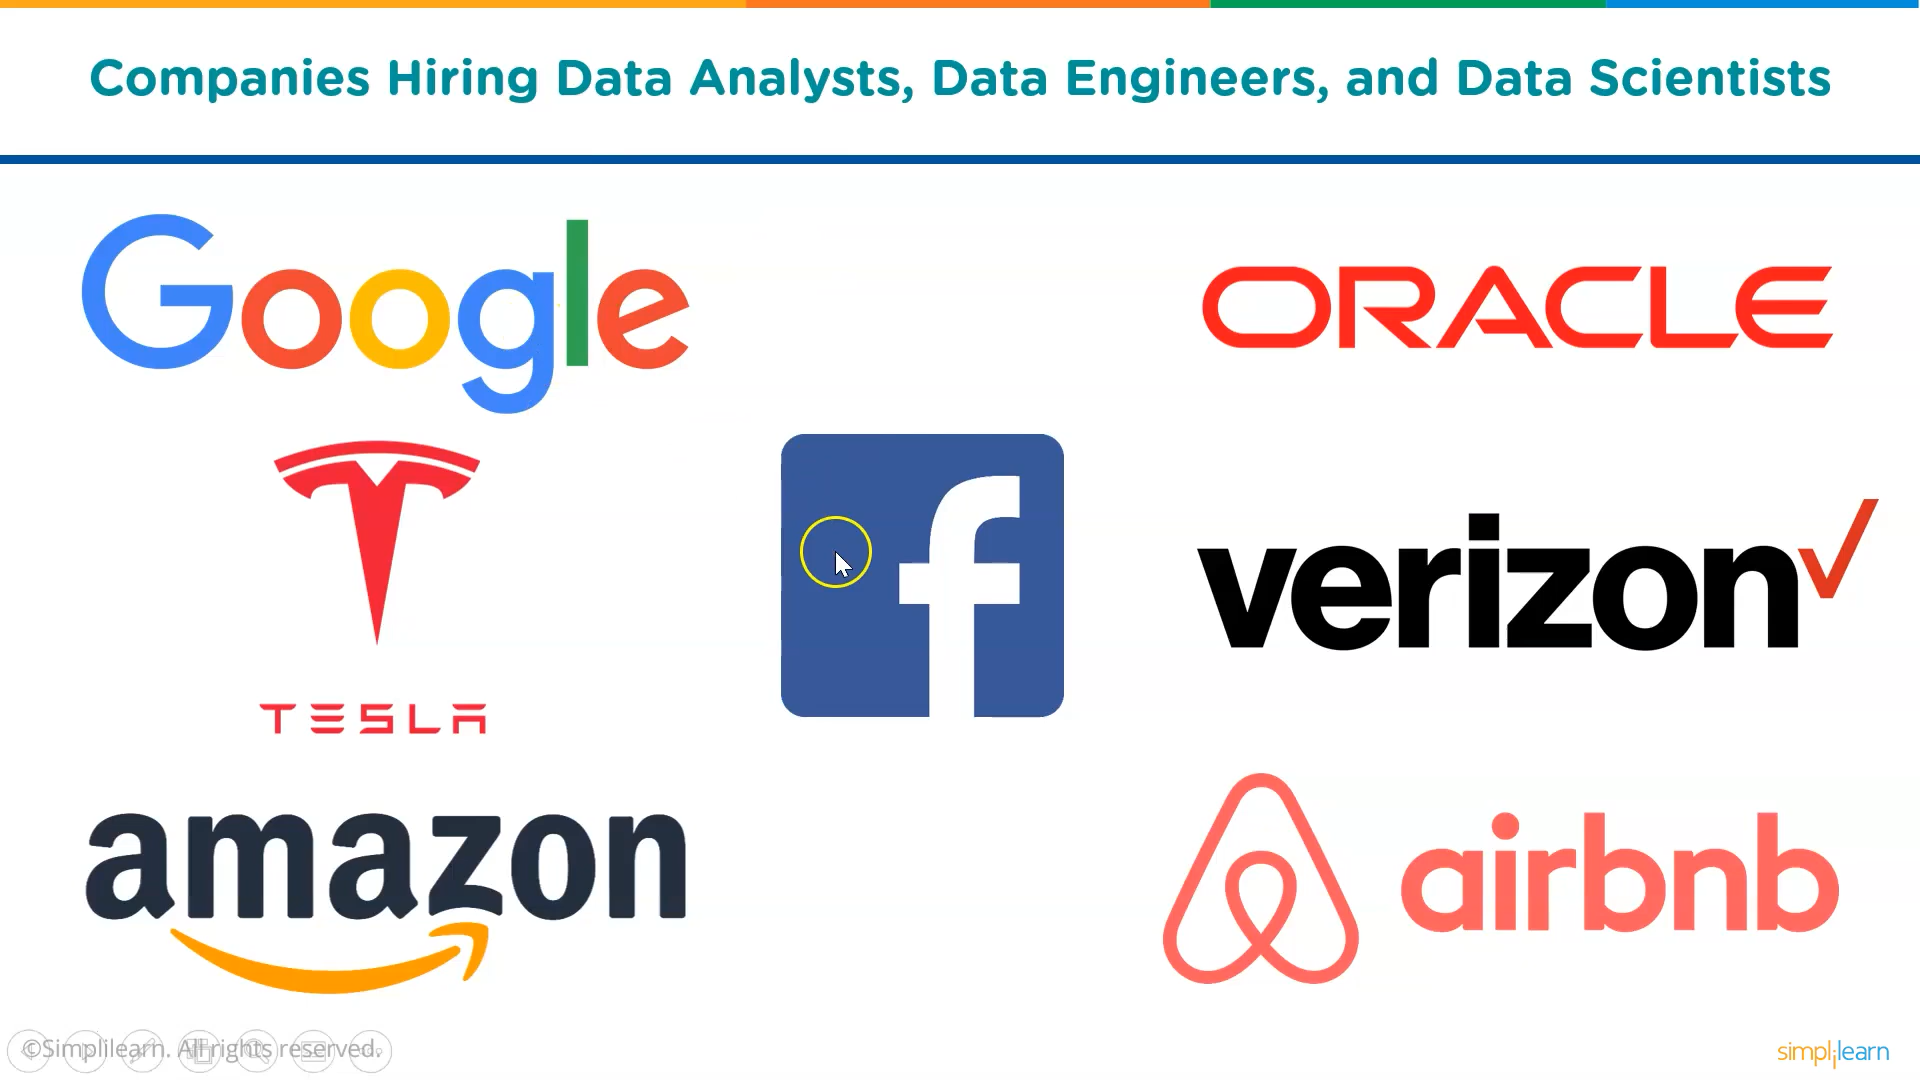 Companies Hiring Data Analysts, Data Engineers, and Data Scientists
Google
ORACLE
TESLA
f
verizon
amazon
airbnb
©Simplilearn. All rights reserved.
simplilearn